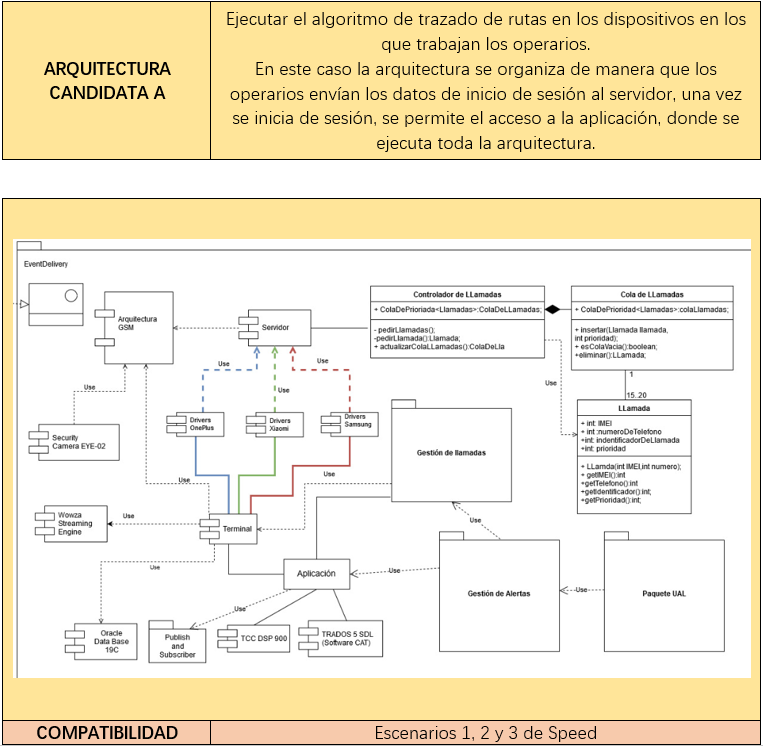 ARQUITECTURA
CANDIDATA A
Ejecutar el algoritmo de trazado de rutas en los dispositivos en los
que trabajan los operarios.
En este caso la arquitectura se organiza de manera que los
operarios envían los datos de inicio de sesión al servidor, una vez
se inicia de sesión, se permite el acceso a la aplicación, donde se
ejecuta toda la arquitectura.
EventDelivery
Arquitectura
GSM
Servidor
Controlador de LLamadas
+ ColaDePrioriada<Llamadas>:ColaDeLLamadas;
- pedirLlamadas();
-pedirLlamada():Llamada;
+ actualizarColaLLamadas():ColaDeLla
Cola de LLamadas
+ ColaDePrioridad<Llamadas>:colaLlamadas;
+ insertar(Llamada llamada,
int prioridad);
+ esColaVacia():boolean;
+eliminar():LLamada;
Use
Use
Use
Use
Use
1
15..20
LLamada
+ int: IMEI
+ int :numeroDeTelefono
+int: indentificadorDeLlamada
+int: prioridad
+ LLamda(int IMEI,int numero);
+ getIMEI():int
+getTelefono():int
+getIdentificador():int;
+getPrioridad():int;
Drivers
OnePlus
Drivers
Xiaomi
Drivers
Samsung
Security
Camera EYE-02
Gestión de llamadas
Use
Use
Wowza
Streaming
Engine
Use
Terminal
Use
Use
Aplicación
Use
Gestión de Alertas
Use
Paquete UAL
Use
Oracle
Data Base
19C
Publish
and
Subscriber
TCC DSP 900
TRADOS 5 SDL
(Software CAT)
COMPATIBILIDAD
Escenarios 1, 2 y 3 de Speed